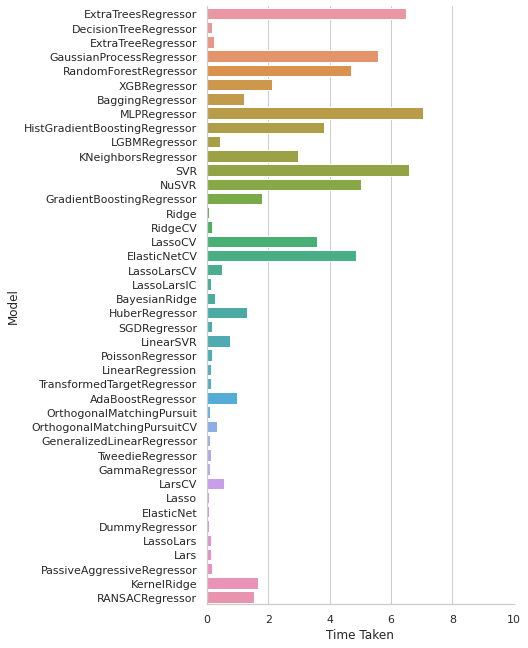 ExtraTreesRegressor
DecisionTreeRegressor
ExtraTreeRegressor
GaussianProcessRegressor
RandomForestRegressor
XGBRegressor
BaggingRegressor
MLPRegressor
HistGradientBoostingRegressor
LGBMRegressor
KNeighborsRegressor
SVR
NuSVR
GradientBoostingRegressor
Ridge
RidgeCV
LassoCV
ElasticNetCV
LassoLarsCV
LassoLarsIC
BayesianRidge
HuberRegressor
SGDRegressor
LinearSVR
PoissonRegressor
LinearRegression
TransformedTargetRegressor
AdaBoostRegressor
OrthogonalMatchingPursuit
OrthogonalMatchingPursuitCV
GeneralizedLinearRegressor
TweedieRegressor
GammaRegressor
LarsCV
Lasso
ElasticNet
DummyRegressor
LassoLars
Lars
PassiveAggressiveRegressor
KernelRidge
RANSACRegressor
Model
0 2 4 6 8 10
Time Taken